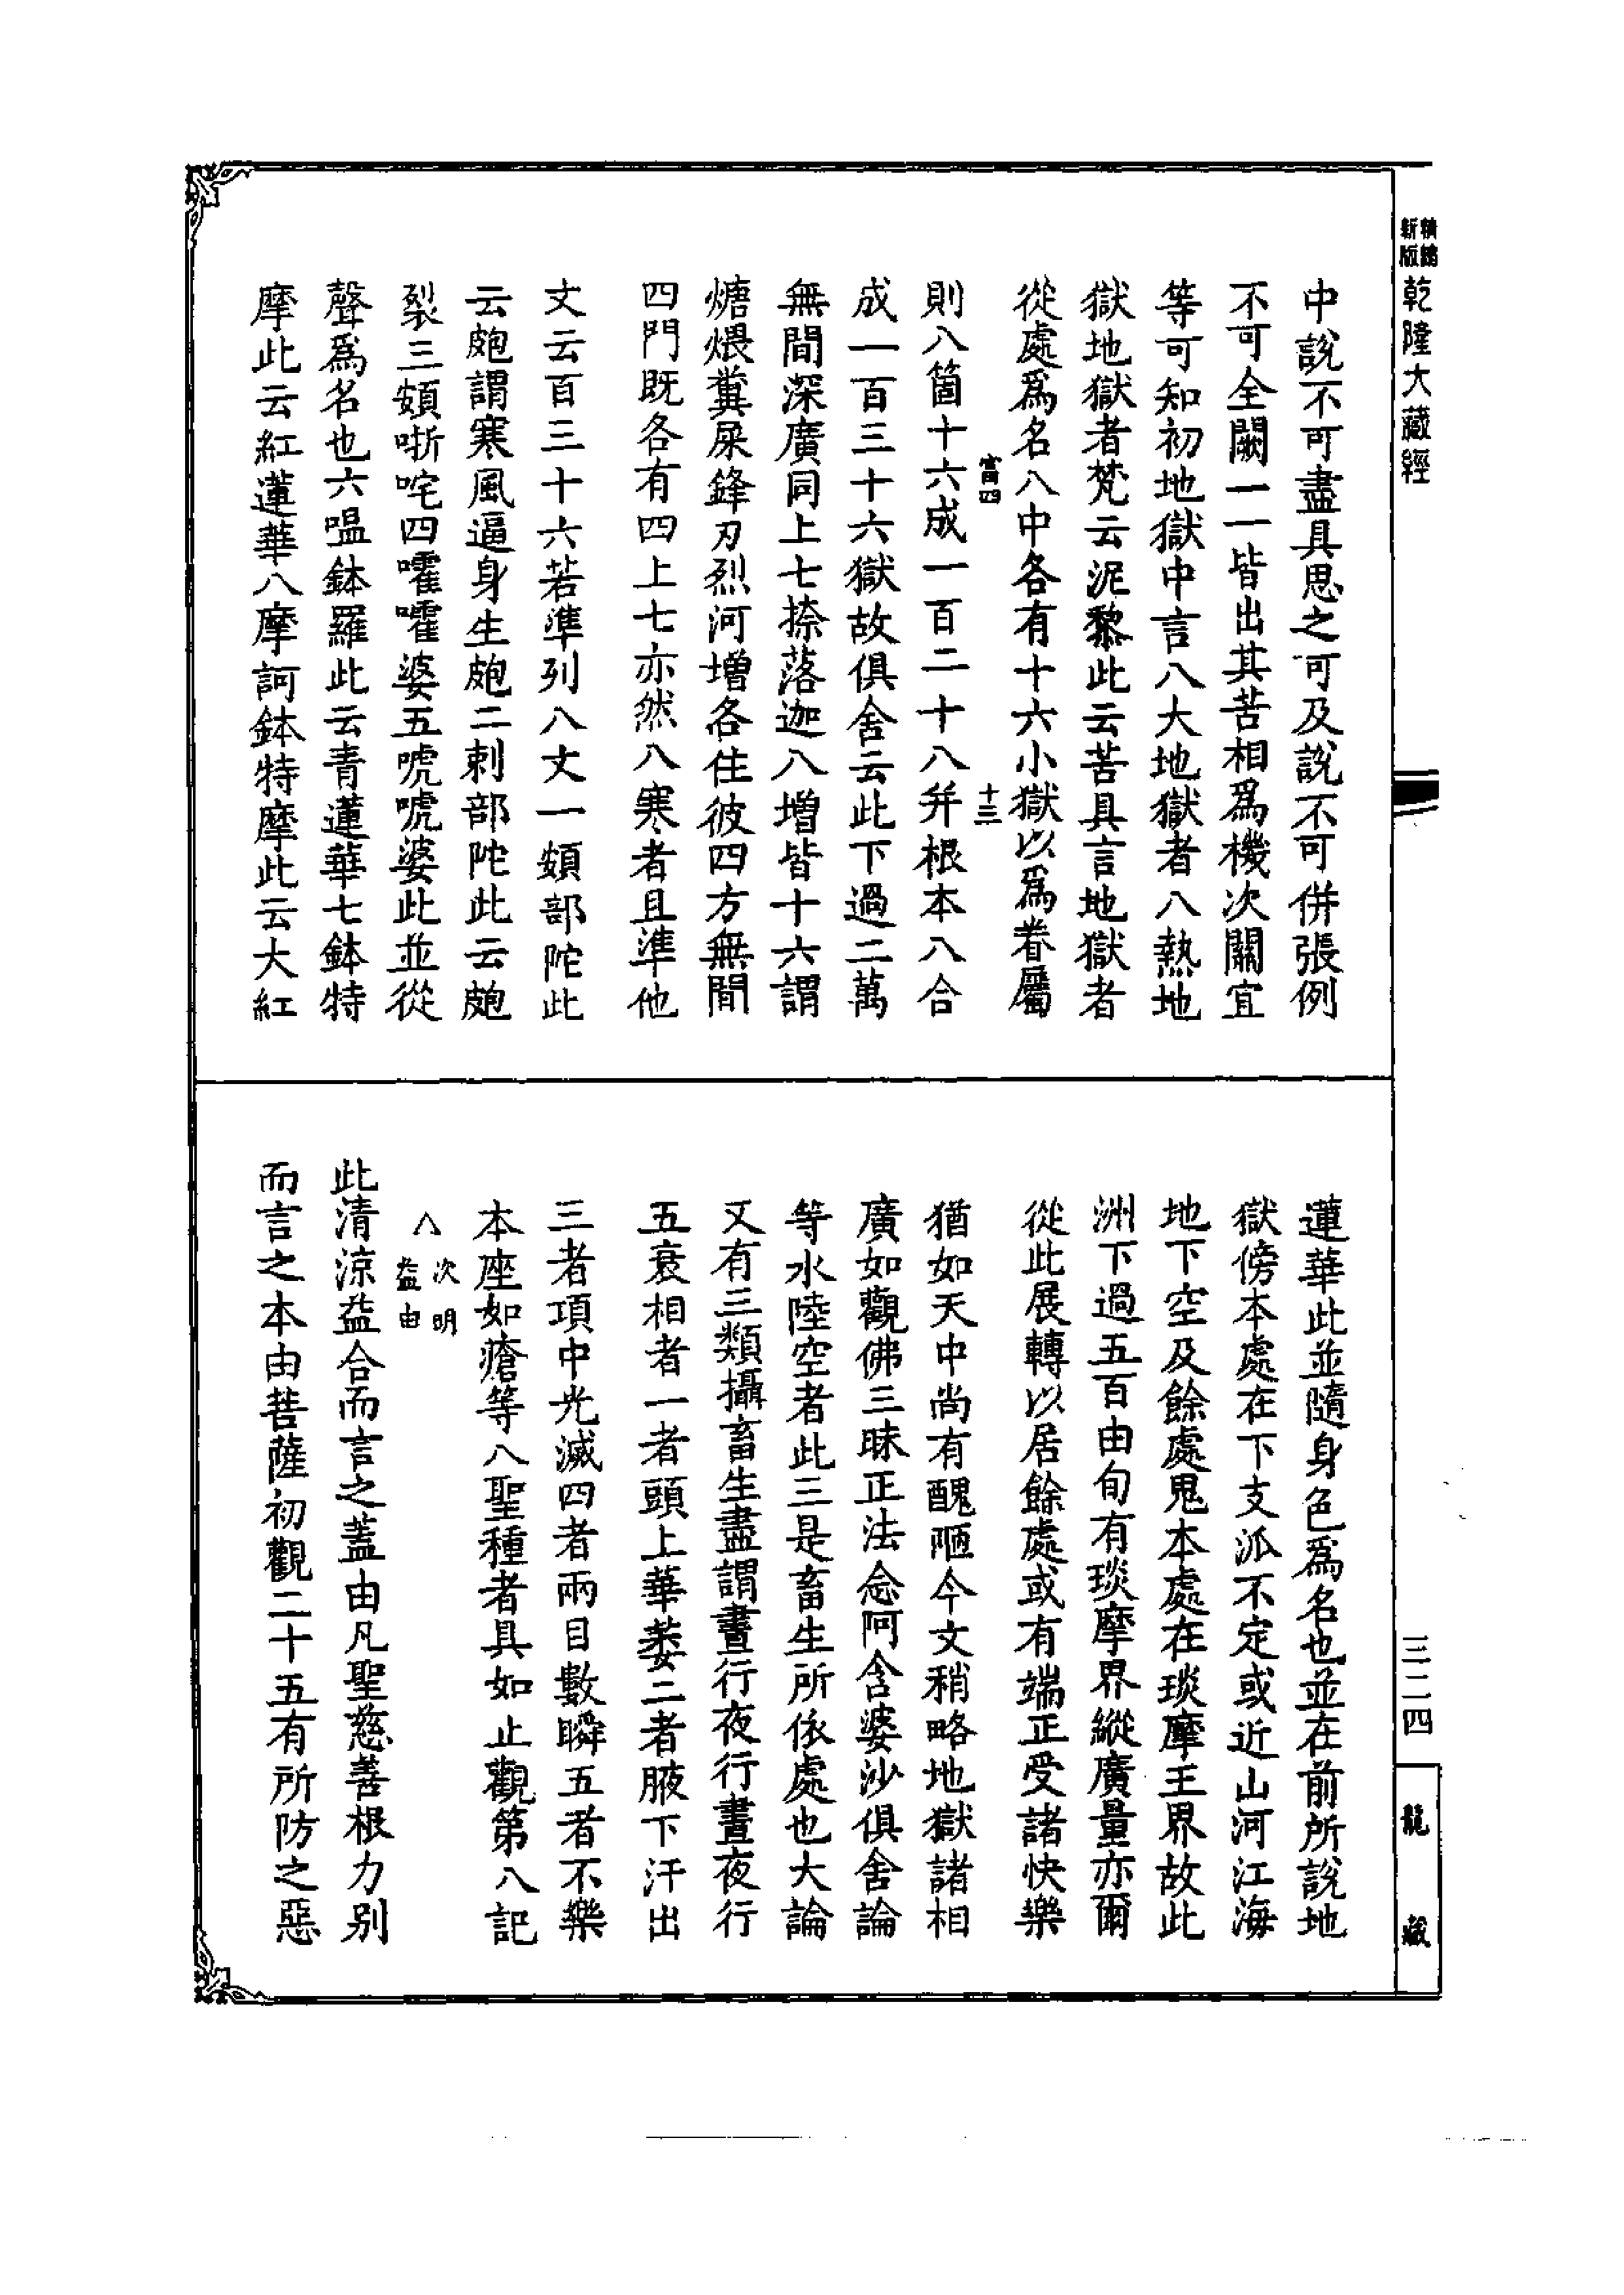 新版
精縮
乾隆大藏經
中說不可盡具思之可及說不可併張例
不可全闕一一皆出其苦相爲機次關宜
等可知初地獄中言八大地獄者八熱地
獄地獄者梵云泥黎此云苦具言地獄者
從處爲名八中各有十六小獄以爲眷屬
富四
十三
則八箇十六成一百二十八并根本八合
成一百三十六獄故俱舍云此下過二萬
無間深廣同上七捺落迦八增皆十六謂
煻煨糞屎鋒刃烈河增各住彼四方無間
四門既各有四上七亦然八寒者且準他
文云百三十六若準列八文一頞部陀此
云皰謂寒風逼身生皰二剌部陀此云皰
裂三頞哳咤四嚯嚯婆五唬唬婆此並從
聲爲名也六嗢鉢羅此云青蓮華七鉢特
摩此云紅蓮華八摩訶鉢特摩此云大紅
蓮華此並隨身色爲名也並在前所說地
獄傍本處在下支派不定或近山河江海
地下空及餘處鬼本處在琰摩王界故此
洲下過五百由旬有琰摩界縱廣量亦爾
從此展轉以居餘處或有端正受諸快樂
猶如天中尚有醜陋今文稍略地獄諸相
廣如觀佛三昧正法念阿含婆沙俱舍論
等水陸空者此三是畜生所依處也大論
又有三類攝畜生盡謂晝行夜行晝夜行
五衰相者一者頭上華萎二者腋下汗出
三者項中光滅四者兩目數瞬五者不樂
本座如瘡等八聖種者具如止觀第八記
△次明益由
此清涼益合而言之蓋由凡聖慈善根力別
而言之本由菩薩初觀二十五有所防之惡
三二四
龍藏